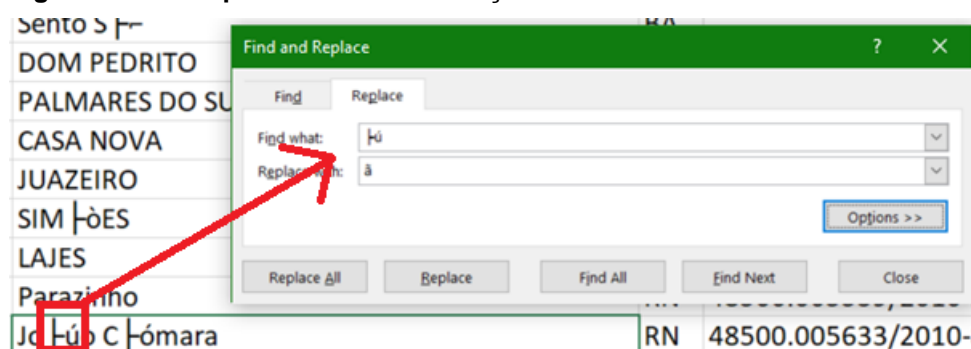 Sento S ├
DOM PEDRITO
PALMARES DO SU
CASA NOVA
JUAZEIRO
SIM ├òES
LAJES
Parazinho
Jo ├úo C ├ómara
RN 48500.005633/2010-
Find and Replace ? ×
Find Replace
Find what: ├ú
Replace with: ã
Options >>
Replace All Replace Find All Find Next Close